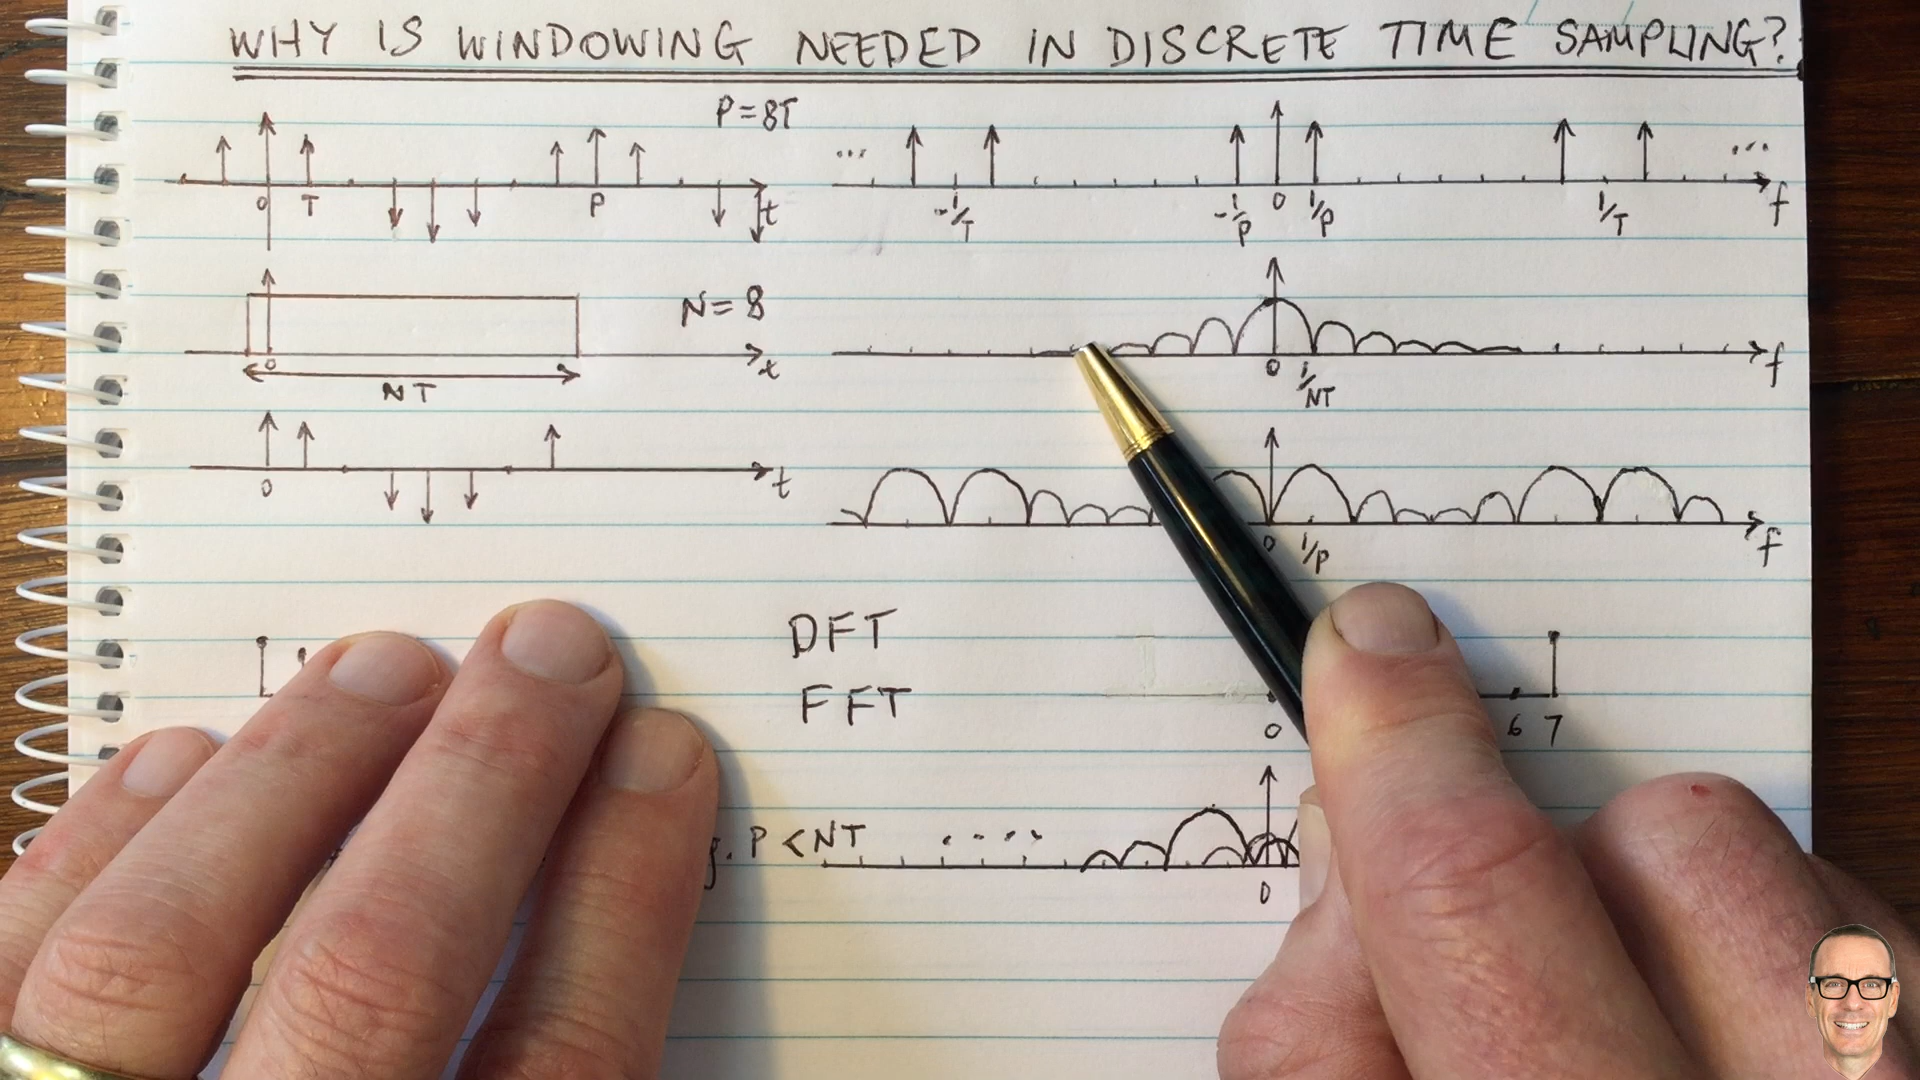 WHY IS WINDOWING NEEDED IN DISCRETE TIME SAMPLING?
P=8T
0 T P t
... -1/T -1/P 0 1/P 1/T ... f
N=8
0 t
NT
0 1/NT f
0 t
0 1/P f
DFT
FFT
0 6 7
P<NT ....
0